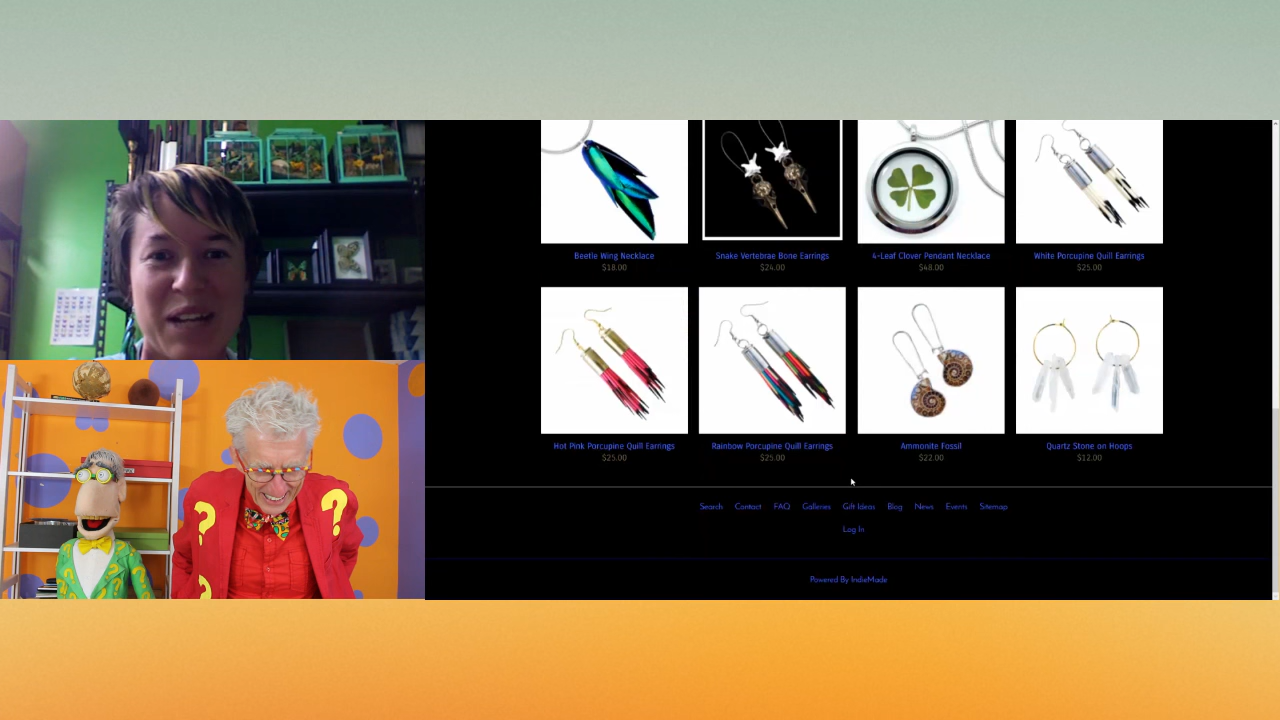 Beetle Wing Necklace
$18.00
Snake Vertebrae Bone Earrings
$24.00
4-Leaf Clover Pendant Necklace
$48.00
White Porcupine Quill Earrings
$25.00
Hot Pink Porcupine Quill Earrings
$25.00
Rainbow Porcupine Quill Earrings
$25.00
Ammonite Fossil
$22.00
Quartz Stone on Hoops
$12.00
Search Contact FAQ Galleries Gift Ideas Blog News Events Sitemap
Log In
Powered By IndieMade
? ?